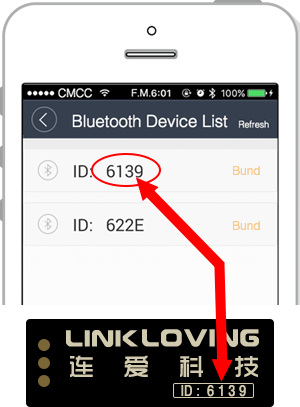 CMCC F.M.6:01 100%
Bluetooth Device List Refresh
ID: 6139 Bund
ID: 622E Bund
LINKLOVING
连爱科技
ID:6139